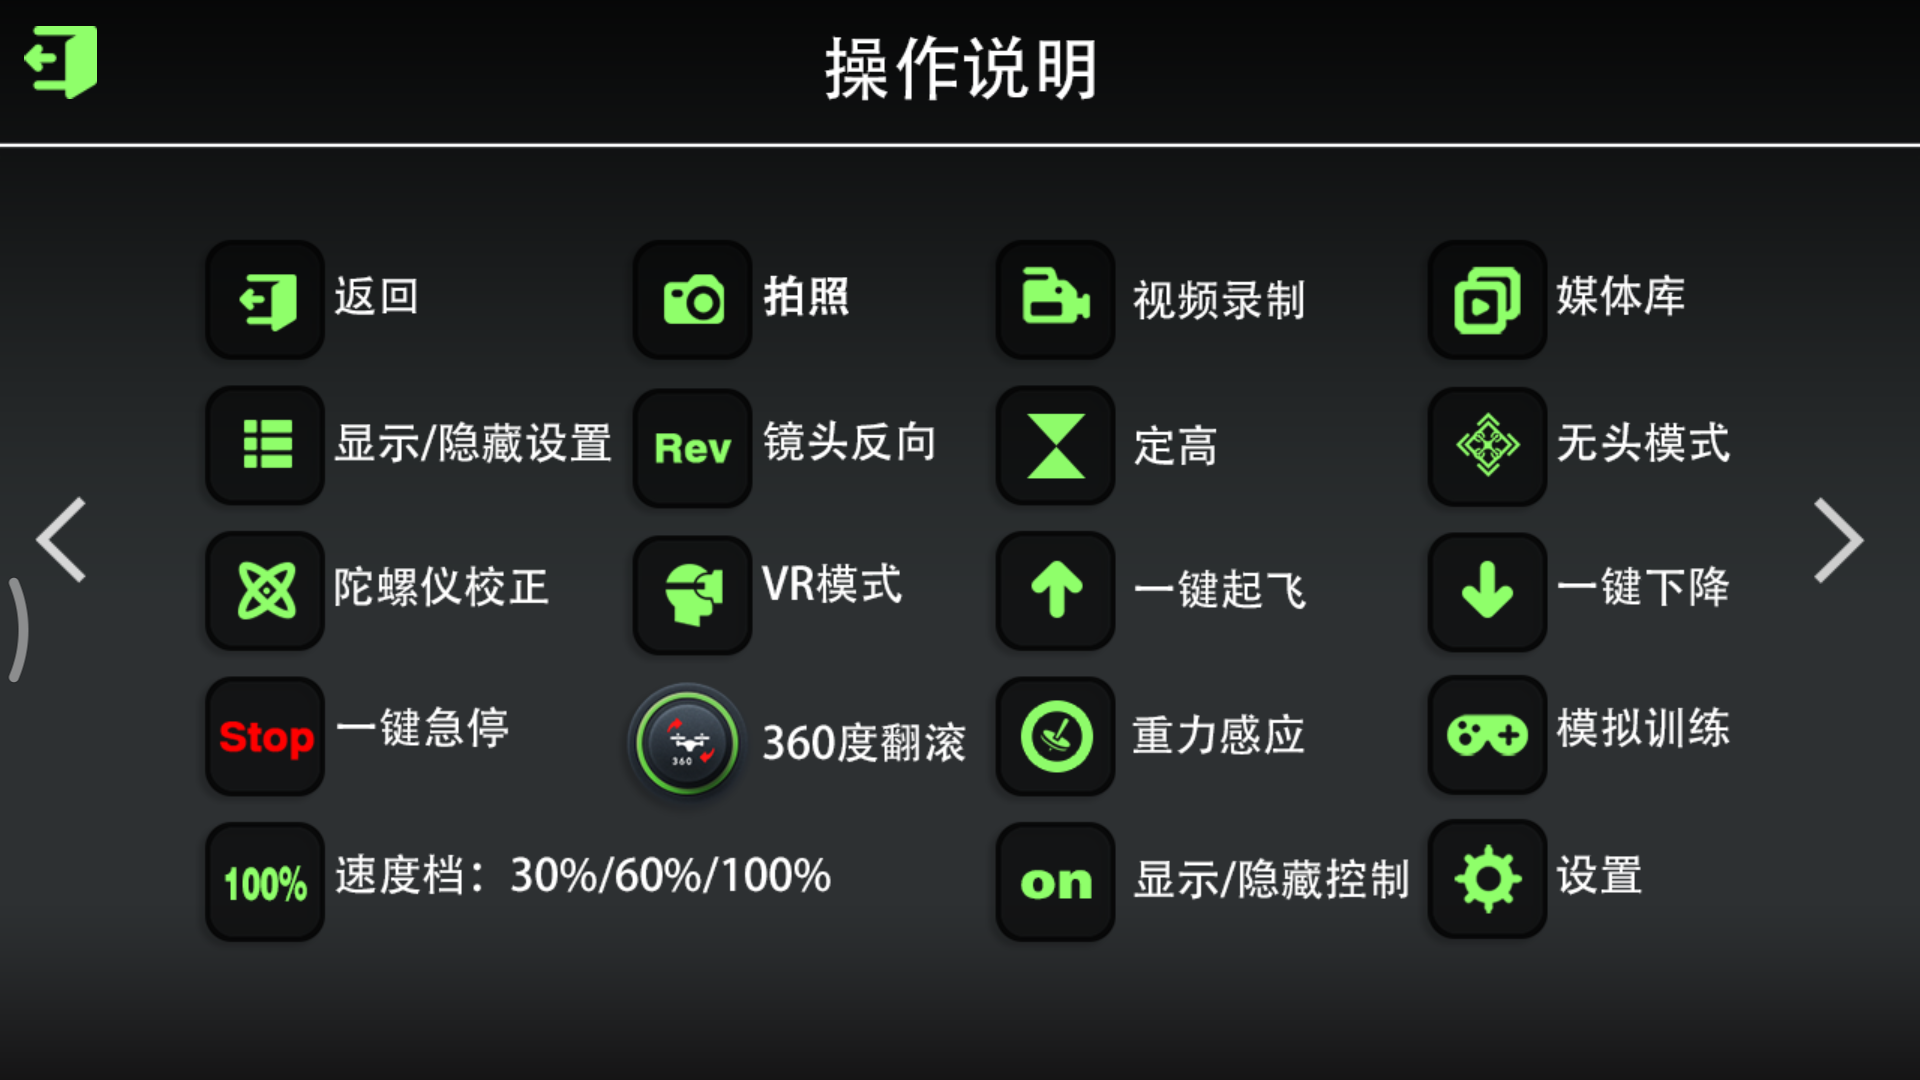 操作说明
返回
拍照
视频录制
媒体库
显示/隐藏设置
Rev
镜头反向
定高
无头模式
陀螺仪校正
VR模式
一键起飞
一键下降
Stop
一键急停
360
360度翻滚
重力感应
模拟训练
100%
速度档：30%/60%/100%
on
显示/隐藏控制
设置